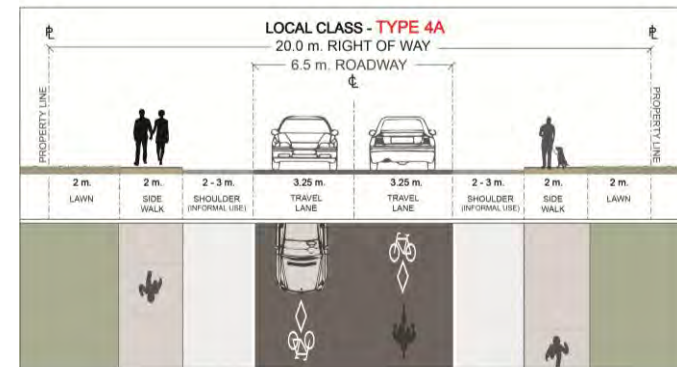 LOCAL CLASS - TYPE 4A
20.0 m. RIGHT OF WAY
6.5 m. ROADWAY
PROPERTY LINE
PROPERTY LINE
2 m.
LAWN
2 m.
SIDE
WALK
2 - 3 m.
SHOULDER
(INFORMAL USE)
3.25 m.
TRAVEL
LANE
3.25 m.
TRAVEL
LANE
2 - 3 m.
SHOULDER
(INFORMAL USE)
2 m.
SIDE
WALK
2 m.
LAWN